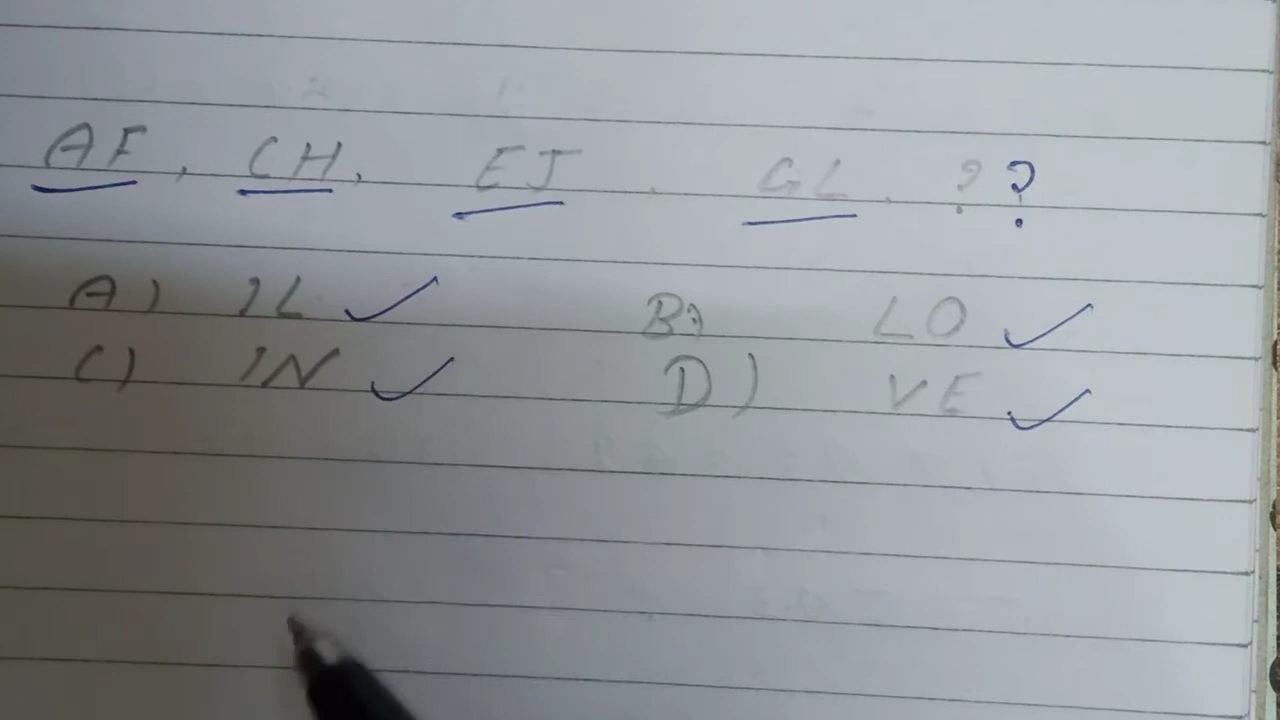 AF, CH, EJ, GL, ? ?
A) IL ✓ B) LO ✓
C) IN ✓ D) VE ✓